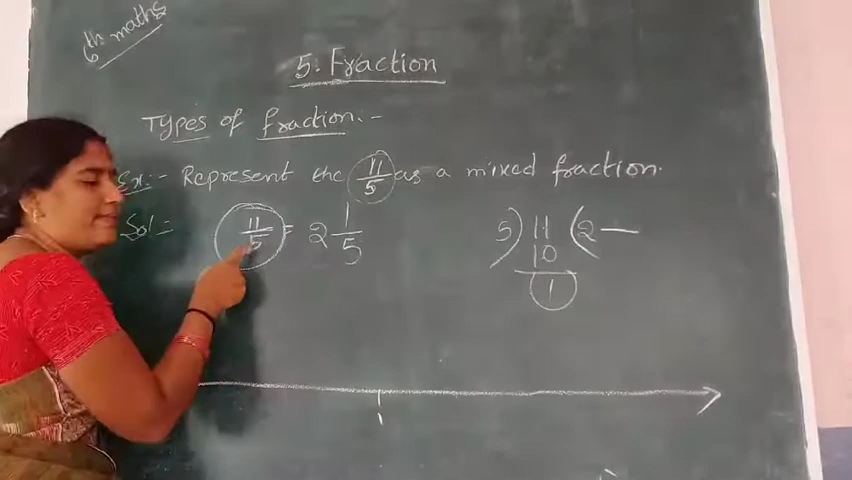 6th maths
5. Fraction
Types of fraction:-
Ex:- Represent the 11/5 as a mixed fraction.
Sol:- 11/5 = 2 1/5
5) 11 (2 —
10
1